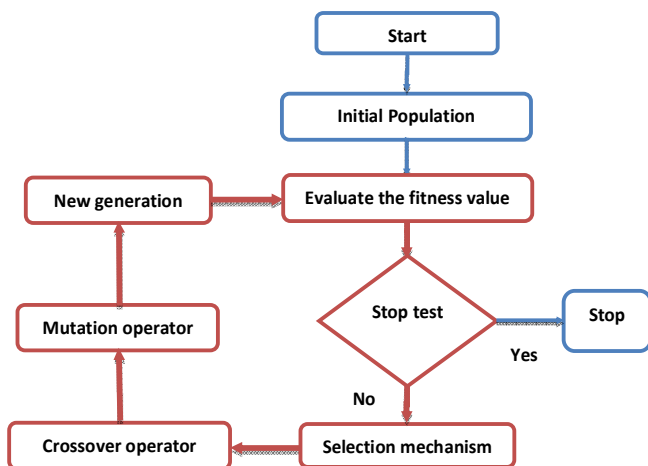 Start
Initial Population
New generation
Evaluate the fitness value
Mutation operator
Stop test
Stop
Yes
No
Crossover operator
Selection mechanism